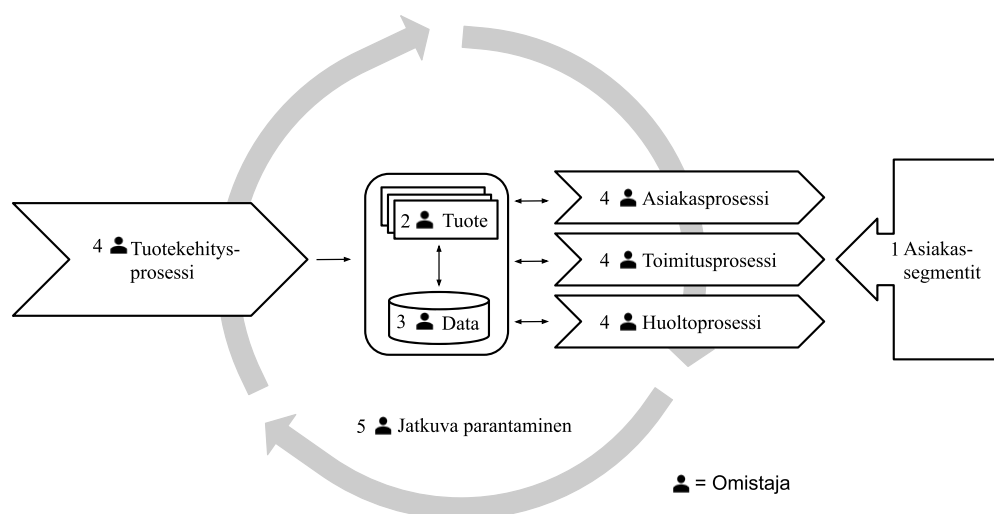 4 Tuotekehitys-
prosessi
2 Tuote
3 Data
4 Asiakasprosessi
4 Toimitusprosessi
4 Huoltoprosessi
1 Asiakas-
segmentit
5 Jatkuva parantaminen
= Omistaja